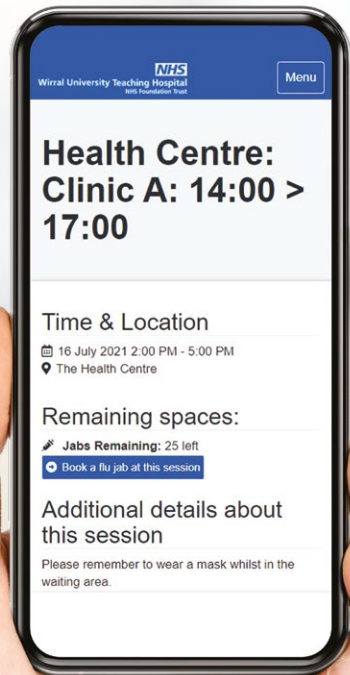 NHS
Wirral University Teaching Hospital
NHS Foundation Trust
Menu
Health Centre:
Clinic A: 14:00 >
17:00
Time & Location
16 July 2021 2:00 PM - 5:00 PM
The Health Centre
Remaining spaces:
Jabs Remaining: 25 left
Book a flu jab at this session
Additional details about
this session
Please remember to wear a mask whilst in the
waiting area.